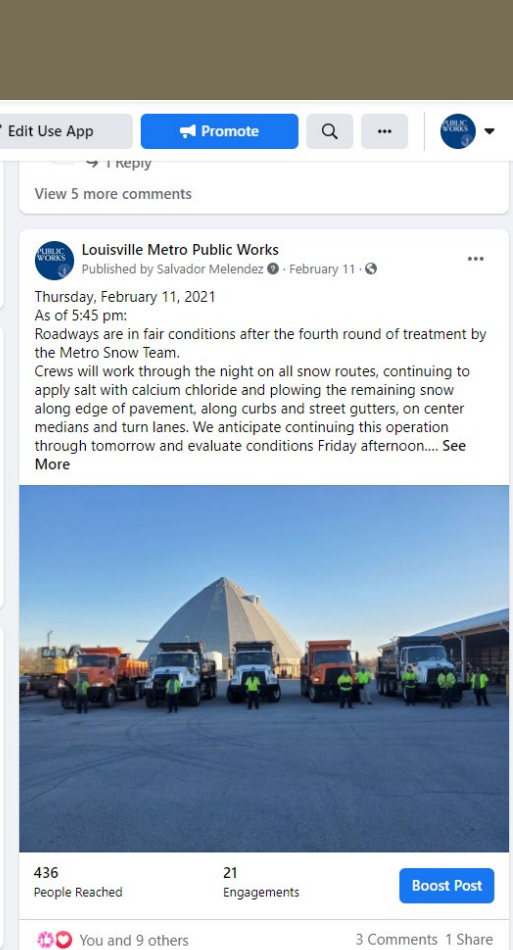 Edit Use App
Promote
PUBLIC
WORKS
1 Reply
View 5 more comments
PUBLIC
WORKS
Louisville Metro Public Works
Published by Salvador Melendez · February 11 ·
Thursday, February 11, 2021
As of 5:45 pm:
Roadways are in fair conditions after the fourth round of treatment by
the Metro Snow Team.
Crews will work through the night on all snow routes, continuing to
apply salt with calcium chloride and plowing the remaining snow
along edge of pavement, along curbs and street gutters, on center
medians and turn lanes. We anticipate continuing this operation
through tomorrow and evaluate conditions Friday afternoon.... See
More
436
People Reached
21
Engagements
Boost Post
You and 9 others
3 Comments 1 Share